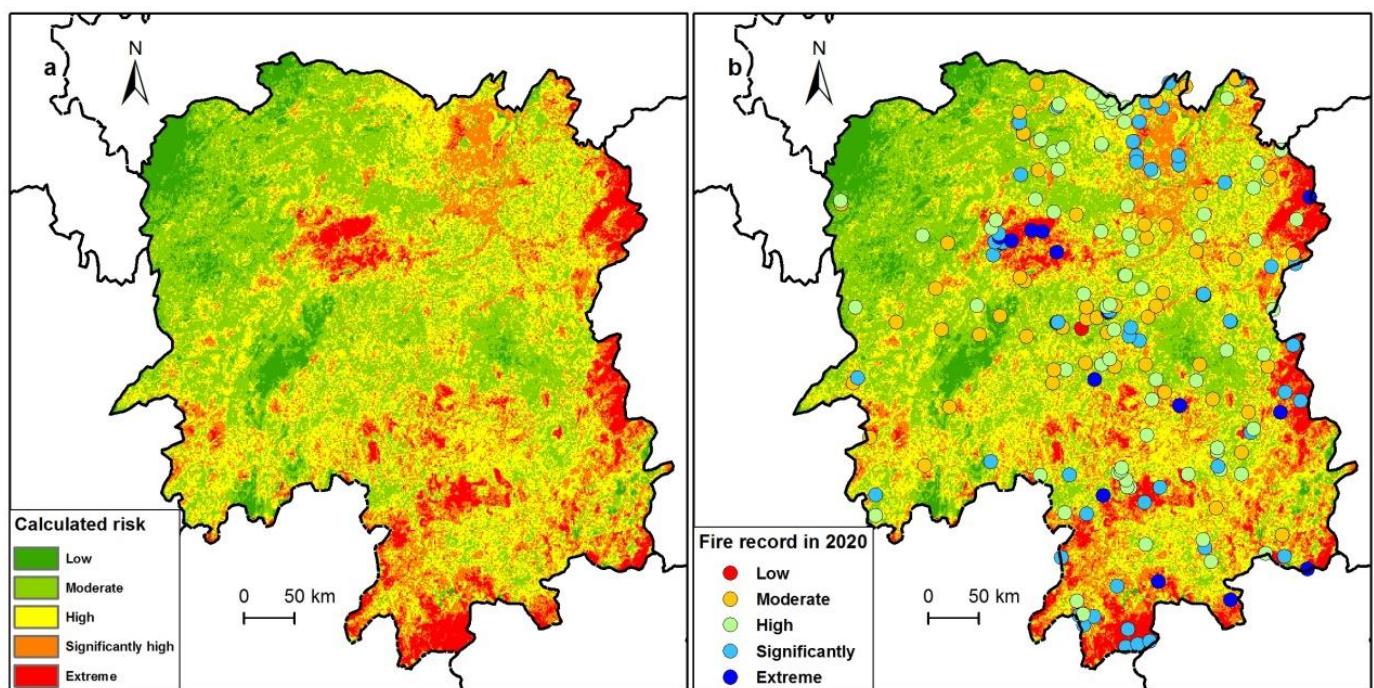 a
N
Calculated risk
Low
Moderate
High
Significantly high
Extreme
0 50 km
b
N
Fire record in 2020
Low
Moderate
High
Significantly
Extreme
0 50 km